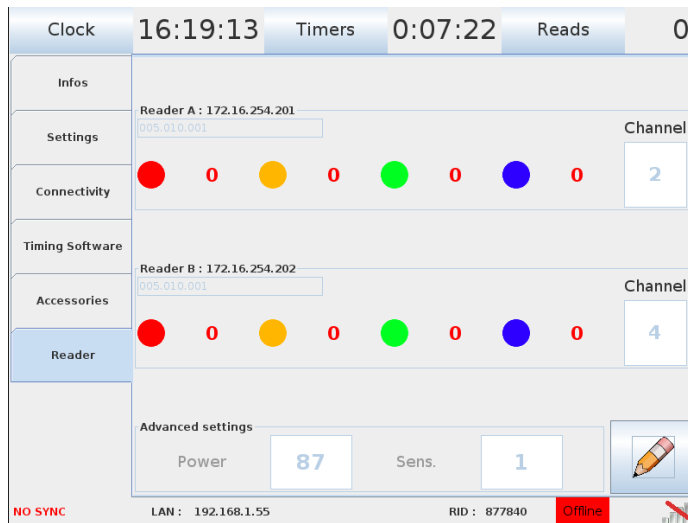 Clock 16:19:13 Timers 0:07:22 Reads 0
Infos
Settings
Connectivity
Timing Software
Accessories
Reader
Reader A : 172.16.254.201
005.010.001
Channel
0 0 0 0 2
Reader B : 172.16.254.202
005.010.001
Channel
0 0 0 0 4
Advanced settings
Power 87 Sens. 1
NO SYNC LAN : 192.168.1.55 RID : 877840 Offline